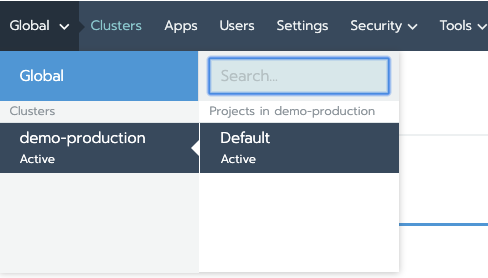 Global Clusters Apps Users Settings Security Tools
Global
Search...
Clusters
Projects in demo-production
demo-production
Active
Default
Active